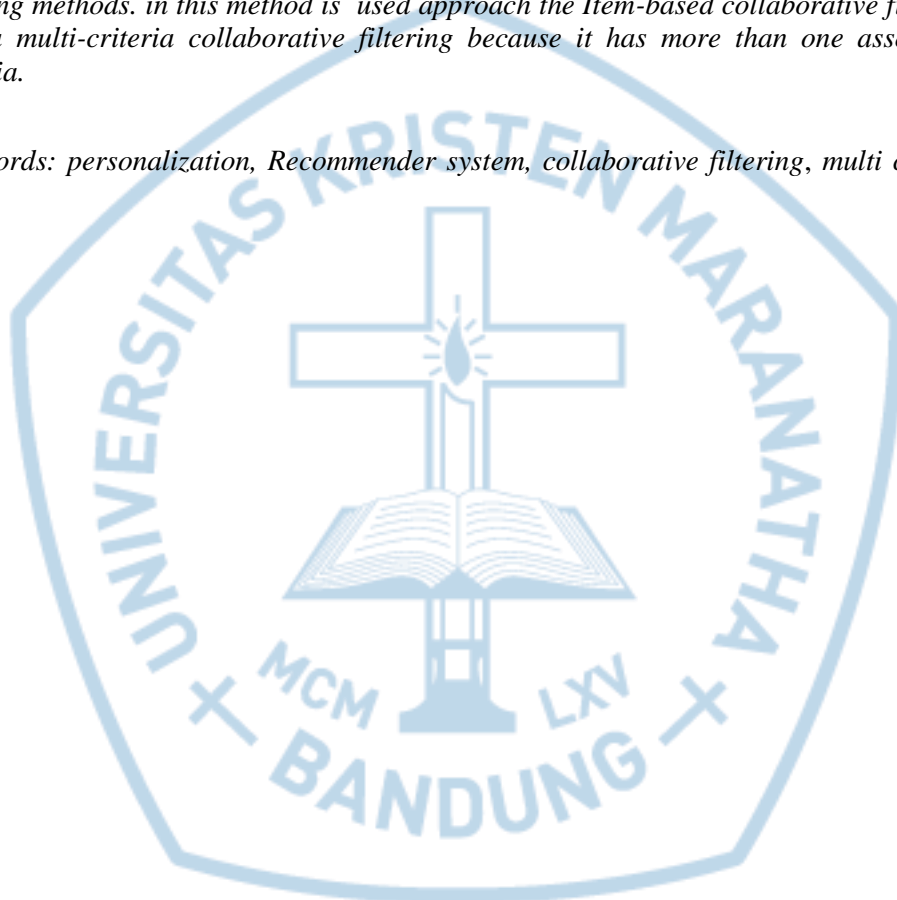 ng methods. in this method is used approach the Item-based collaborative fi
multi-criteria collaborative filtering because it has more than one ass
ia.
ords: personalization, Recommender system, collaborative filtering, multi
UNIVERSITAS KRISTEN MARANATHA
MCM LXV
BANDUNG